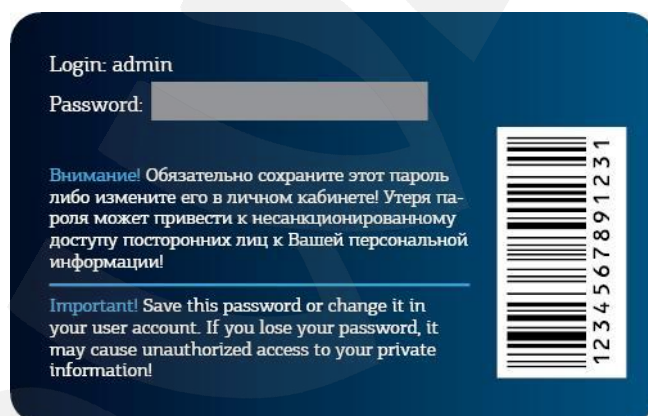 Login: admin
Password:
Внимание! Обязательно сохраните этот пароль
либо измените его в личном кабинете! Утеря па-
роля может привести к несанкционированному
доступу посторонних лиц к Вашей персональной
информации!
Important! Save this password or change it in
your user account. If you lose your password, it
may cause unauthorized access to your private
information!
1234567891231